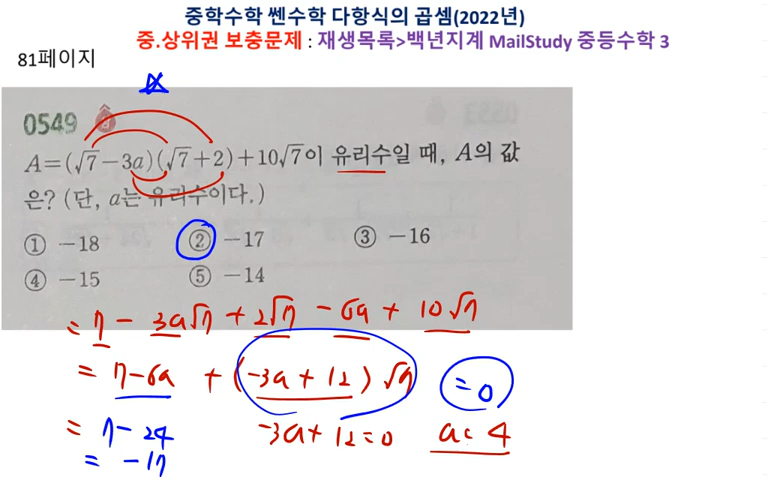 중학수학 쎈수학 다항식의 곱셈(2022년)
중.상위권 보충문제 : 재생목록>백년지계 MailStudy 중등수학 3
81페이지
0549
A=(√7−3a)(√7+2)+10√7이 유리수일 때, A의 값
은? (단, a는 유리수이다.)
① −18 ② −17 ③ −16
④ −15 ⑤ −14
= 7 − 3a√7 + 2√7 − 6a + 10√7
= 7−6a + (−3a + 12) √7 = 0
= 7 − 24 −3a + 12 = 0 a = 4
= −17